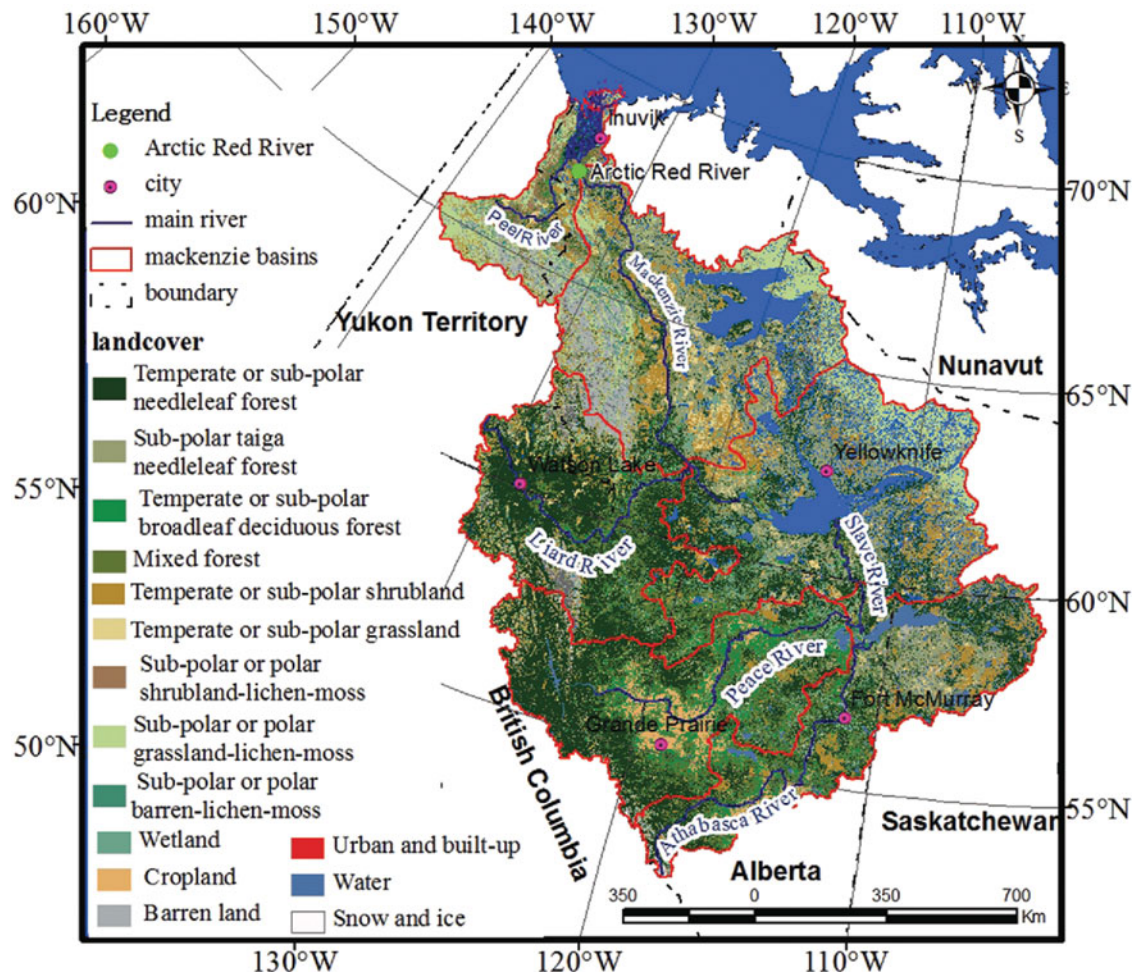 160°W 150°W 140°W 130°W 120°W 110°W
N
W E
S
Legend
Arctic Red River
city
main river
mackenzie basins
boundary
landcover
Temperate or sub-polar
needleleaf forest
Sub-polar taiga
needleleaf forest
Temperate or sub-polar
broadleaf deciduous forest
Mixed forest
Temperate or sub-polar shrubland
Temperate or sub-polar grassland
Sub-polar or polar
shrubland-lichen-moss
Sub-polar or polar
grassland-lichen-moss
Sub-polar or polar
barren-lichen-moss
Wetland
Cropland
Barren land
Urban and built-up
Water
Snow and ice
60°N
55°N
50°N
Inuvik
Arctic Red River
Peel River
Mackenzie River
Yukon Territory
Nunavut
Yellowknife
Watson Lake
Liard River
Slave River
Peace River
Fort McMurray
Grande Prairie
British Columbia
Athabasca River
Alberta
Saskatchewan
70°N
65°N
60°N
55°N
350 0 350 700
Km
130°W 120°W 110°W